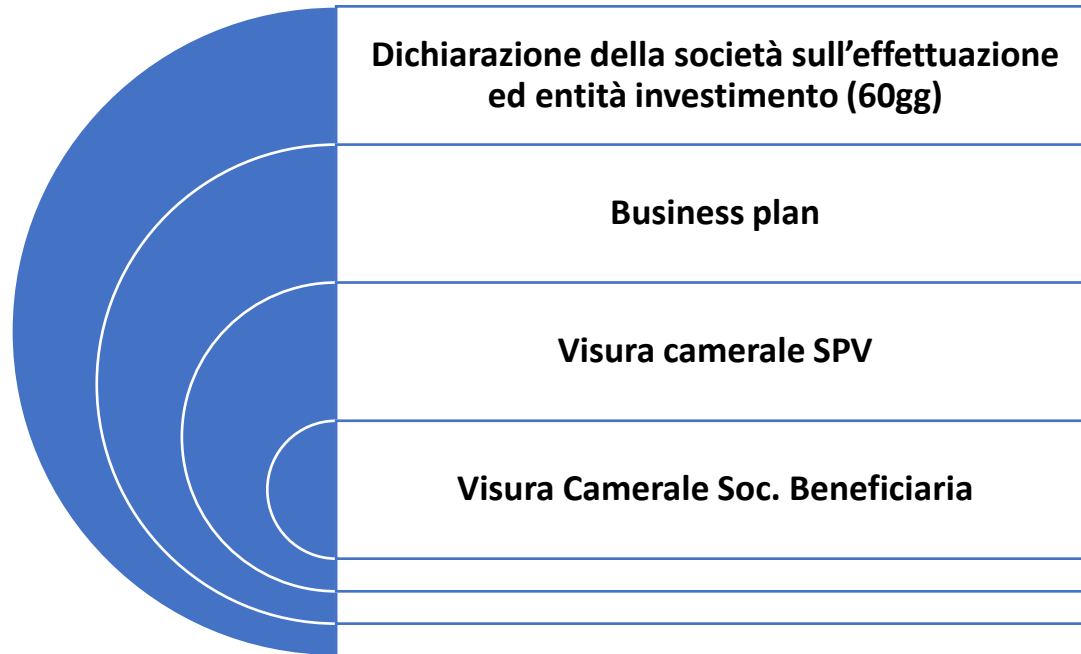 Dichiarazione della società sull’effettuazione
ed entità investimento (60gg)
Business plan
Visura camerale SPV
Visura Camerale Soc. Beneficiaria